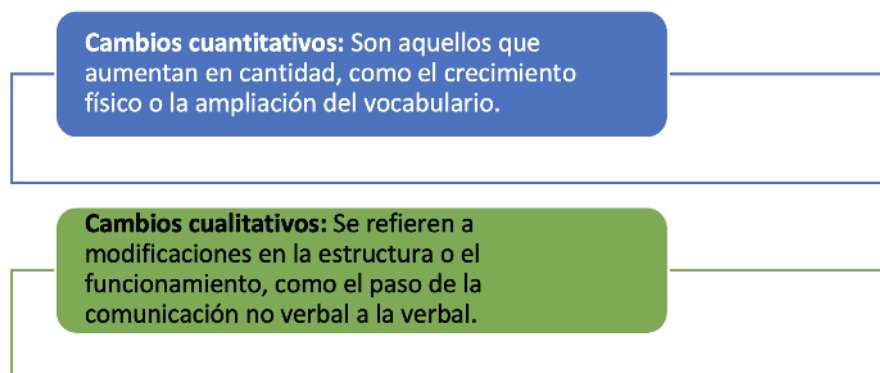 Cambios cuantitativos: Son aquellos que
aumentan en cantidad, como el crecimiento
físico o la ampliación del vocabulario.
Cambios cualitativos: Se refieren a
modificaciones en la estructura o el
funcionamiento, como el paso de la
comunicación no verbal a la verbal.